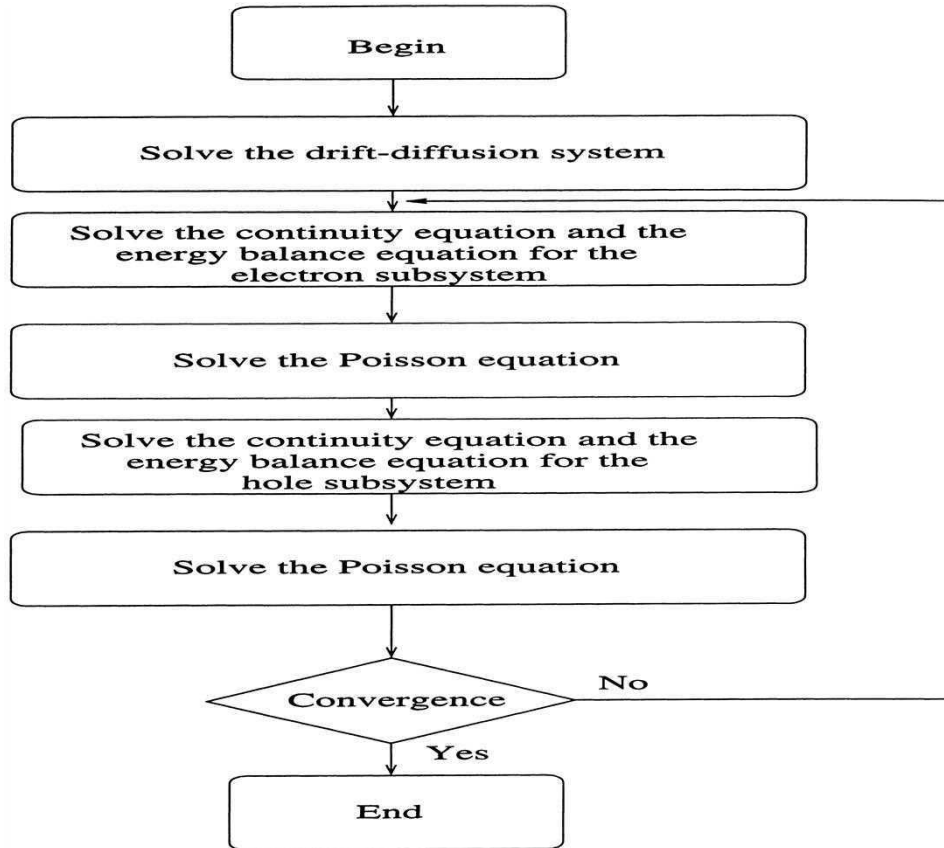 Begin
Solve the drift-diffusion system
Solve the continuity equation and the
energy balance equation for the
electron subsystem
Solve the Poisson equation
Solve the continuity equation and the
energy balance equation for the
hole subsystem
Solve the Poisson equation
Convergence
No
Yes
End